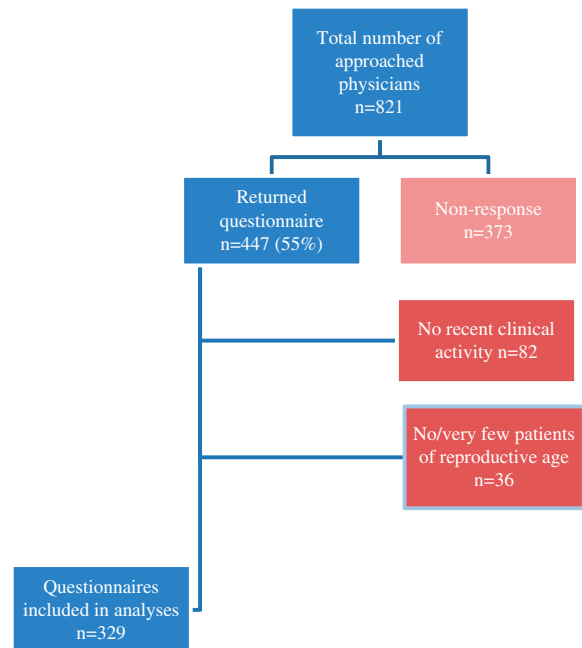 Total number of
approached
physicians
n=821
Returned
questionnaire
n=447 (55%)
Non-response
n=373
No recent clinical
activity n=82
No/very few patients
of reproductive age
n=36
Questionnaires
included in analyses
n=329